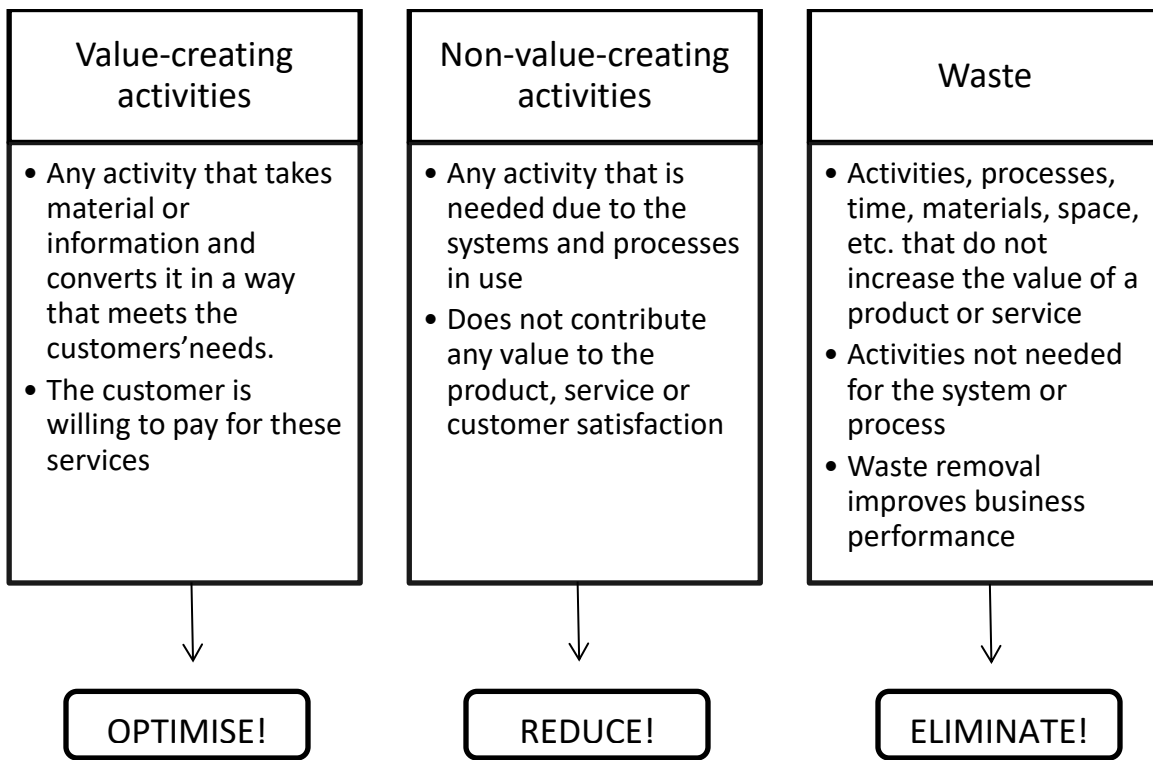 Value-creating
activities
• Any activity that takes
material or
information and
converts it in a way
that meets the
customers’needs.
• The customer is
willing to pay for these
services
OPTIMISE!
Non-value-creating
activities
• Any activity that is
needed due to the
systems and processes
in use
• Does not contribute
any value to the
product, service or
customer satisfaction
REDUCE!
Waste
• Activities, processes,
time, materials, space,
etc. that do not
increase the value of a
product or service
• Activities not needed
for the system or
process
• Waste removal
improves business
performance
ELIMINATE!